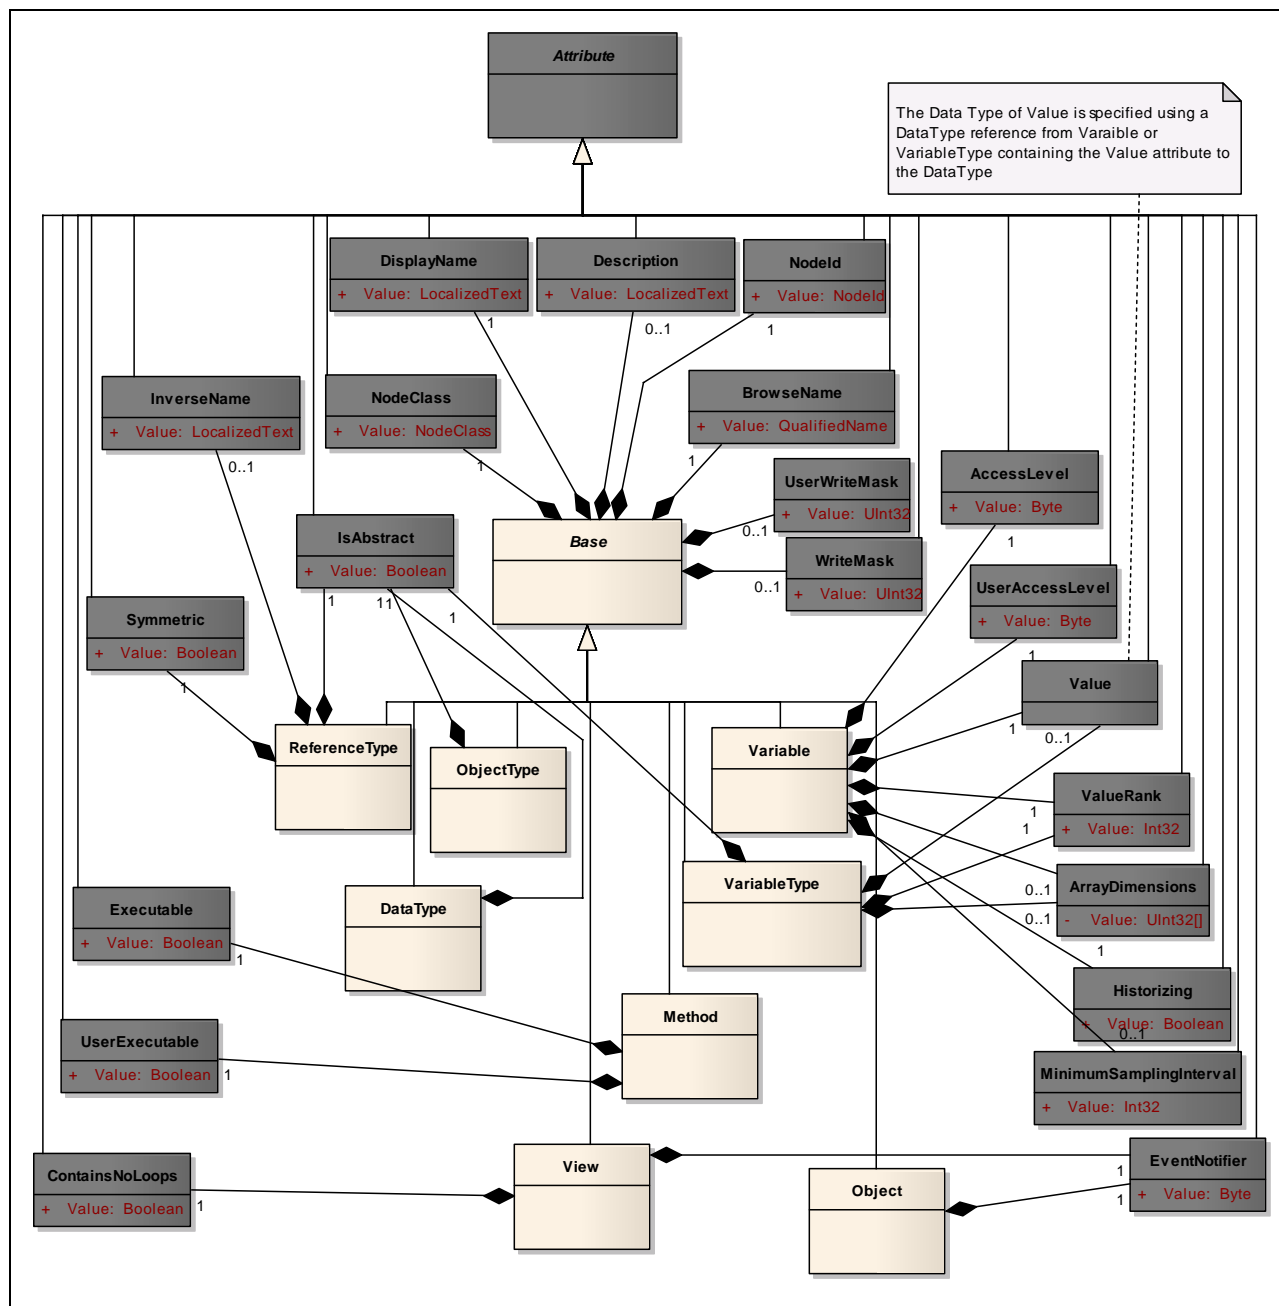 Attribute
The Data Type of Value is specified using a
DataType reference from Varaible or
VariableType containing the Value attribute to
the DataType
DisplayName
+ Value: LocalizedText
1
Description
+ Value: LocalizedText
0..1
NodeId
+ Value: NodeId
1
InverseName
+ Value: LocalizedText
0..1
NodeClass
+ Value: NodeClass
1
BrowseName
+ Value: QualifiedName
1
UserWriteMask
+ Value: UInt32
0..1
AccessLevel
+ Value: Byte
1
IsAbstract
+ Value: Boolean
1
1
1
1
Base
WriteMask
+ Value: UInt32
0..1
UserAccessLevel
+ Value: Byte
1
Symmetric
+ Value: Boolean
1
Value
1
0..1
ReferenceType
ObjectType
Variable
ValueRank
+ Value: Int32
1
1
VariableType
ArrayDimensions
- Value: UInt32[]
0..1
0..1
Executable
+ Value: Boolean
1
DataType
1
Historizing
+ Value: Boolean
0..1
Method
UserExecutable
+ Value: Boolean
1
MinimumSamplingInterval
+ Value: Int32
ContainsNoLoops
+ Value: Boolean
1
View
Object
EventNotifier
+ Value: Byte
1
1